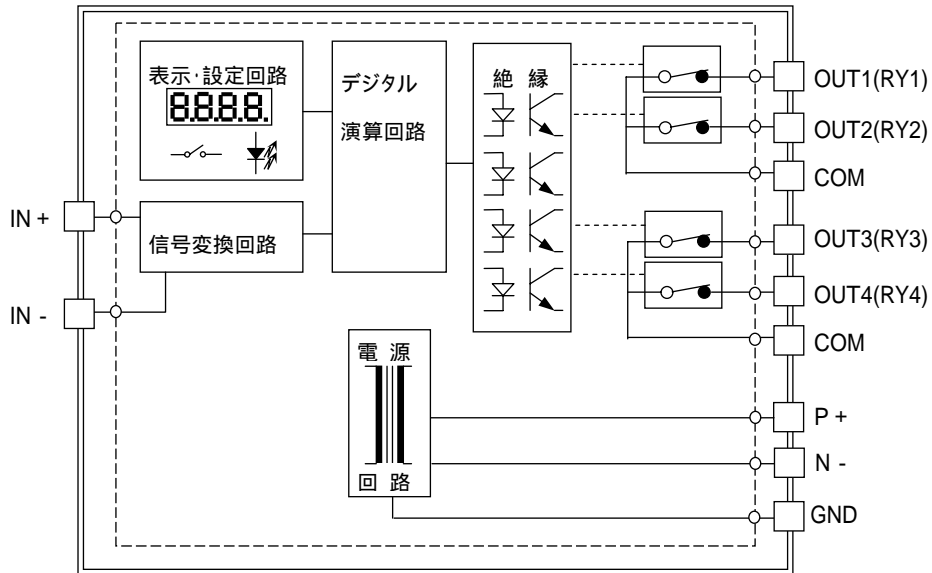 表示・設定回路
8.8.8.8.
デジタル
演算回路
絶 縁
OUT1(RY1)
OUT2(RY2)
COM
IN +
信号変換回路
OUT3(RY3)
IN -
OUT4(RY4)
COM
電 源
回 路
P +
N -
GND